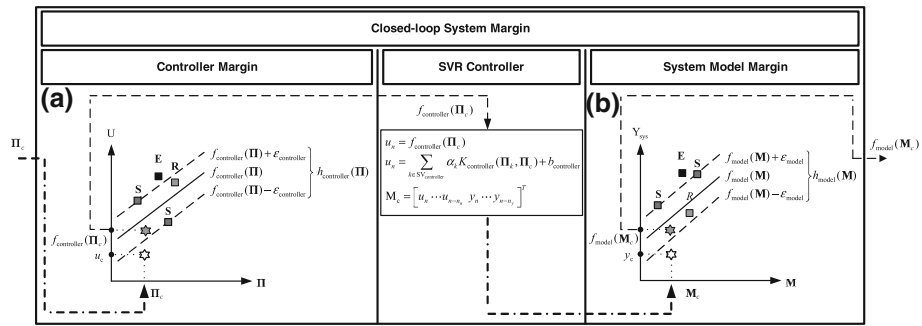 Closed-loop System Margin
Controller Margin
SVR Controller
System Model Margin
(a)
(b)
Π_c
U
E
R
S
S
f_controller(Π)+ε_controller
f_controller(Π)
f_controller(Π)−ε_controller
h_controller(Π)
f_controller(Π_c)
u_c
Π_c
Π
f_controller(Π_c)
u_n = f_controller(Π_c)
u_n = ∑_{k∈SV_controller} α_k K_controller(Π_k, Π_c) + b_controller
M_c = [u_n ⋯ u_{n−n_u} y_n ⋯ y_{n−n_y}]^T
Y_sys
E
S
S
R
f_model(M)+ε_model
f_model(M)
f_model(M)−ε_model
h_model(M)
f_model(M_c)
y_c
M_c
M
f_model(M_c)